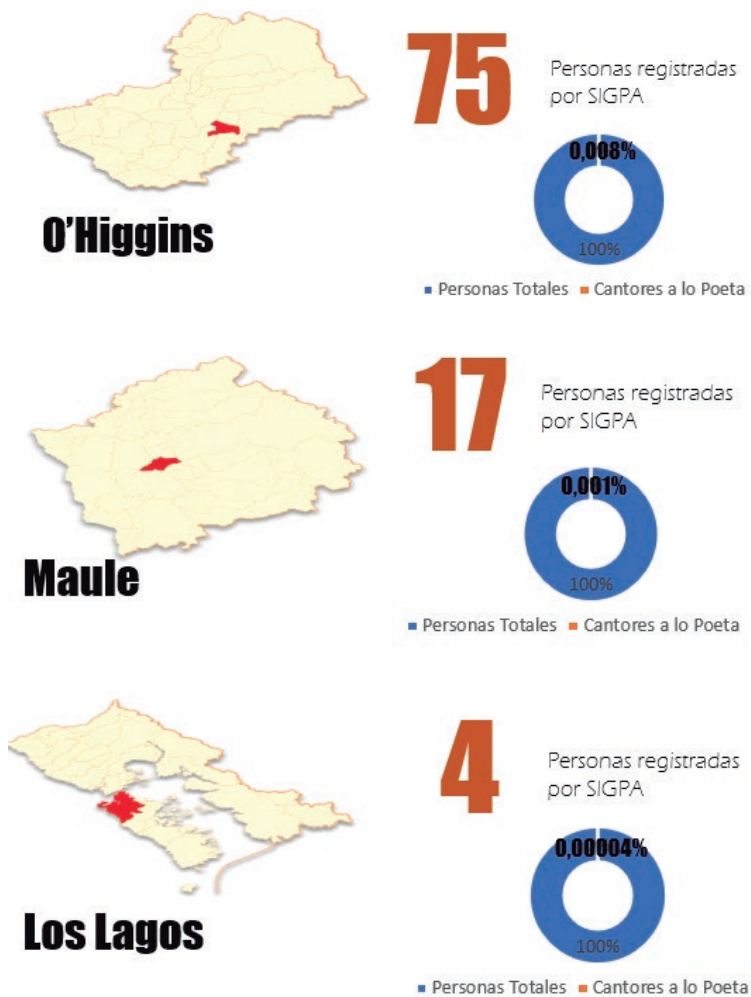 75
Personas registradas
por SIGPA
0,008%
100%
O'Higgins
Personas Totales Cantores a lo Poeta
17
Personas registradas
por SIGPA
0,001%
100%
Maule
Personas Totales Cantores a lo Poeta
4
Personas registradas
por SIGPA
0,00004%
100%
Los Lagos
Personas Totales Cantores a lo Poeta